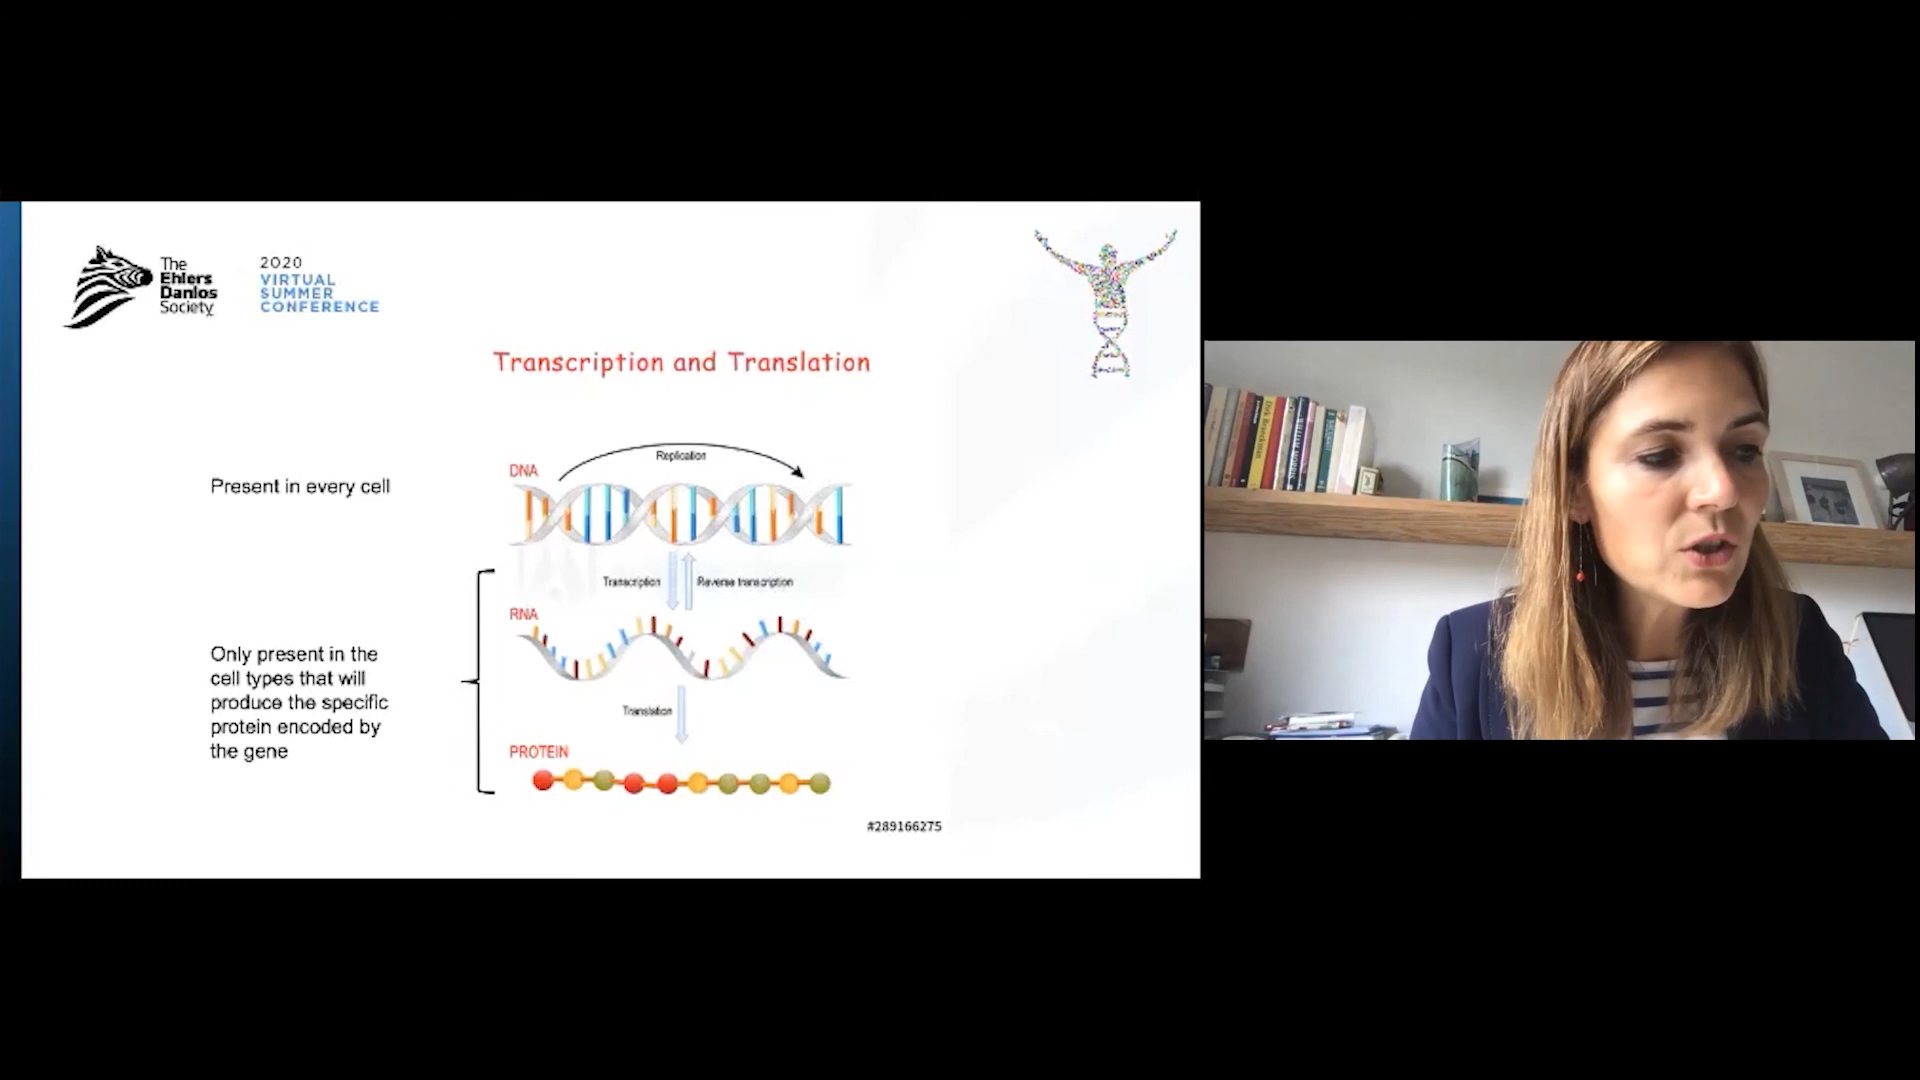 The
Ehlers
Danlos
Society
2020
VIRTUAL
SUMMER
CONFERENCE
Transcription and Translation
Replication
DNA
Present in every cell
Transcription
Reverse transcription
RNA
Only present in the
cell types that will
produce the specific
protein encoded by
the gene
Translation
PROTEIN
#289166275